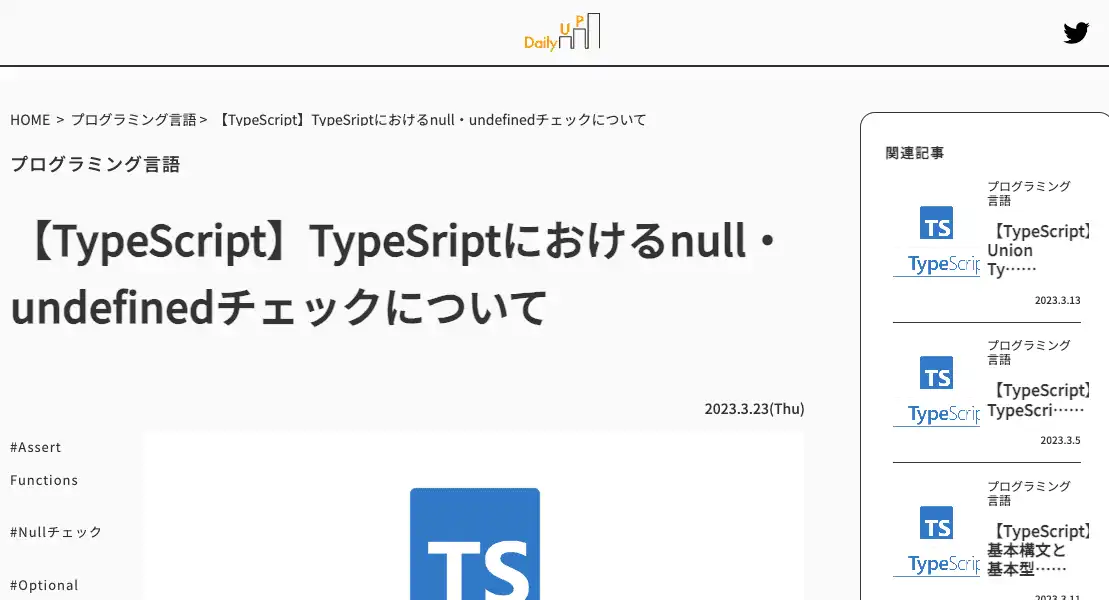 Daily UP
HOME > プログラミング言語 > 【TypeScript】TypeSriptにおけるnull・undefinedチェックについて
プログラミング言語
【TypeScript】TypeSriptにおけるnull・
undefinedチェックについて
2023.3.23(Thu)
#Assert
Functions
#Nullチェック
#Optional
TS
関連記事
TS
TypeScrip
プログラミング
言語
【TypeScript】
Union
Ty……
2023.3.13
TS
TypeScrip
プログラミング
言語
【TypeScript】
TypeScri……
2023.3.5
TS
TypeScrip
プログラミング
言語
【TypeScript】
基本構文と
基本型……
2023.3.11